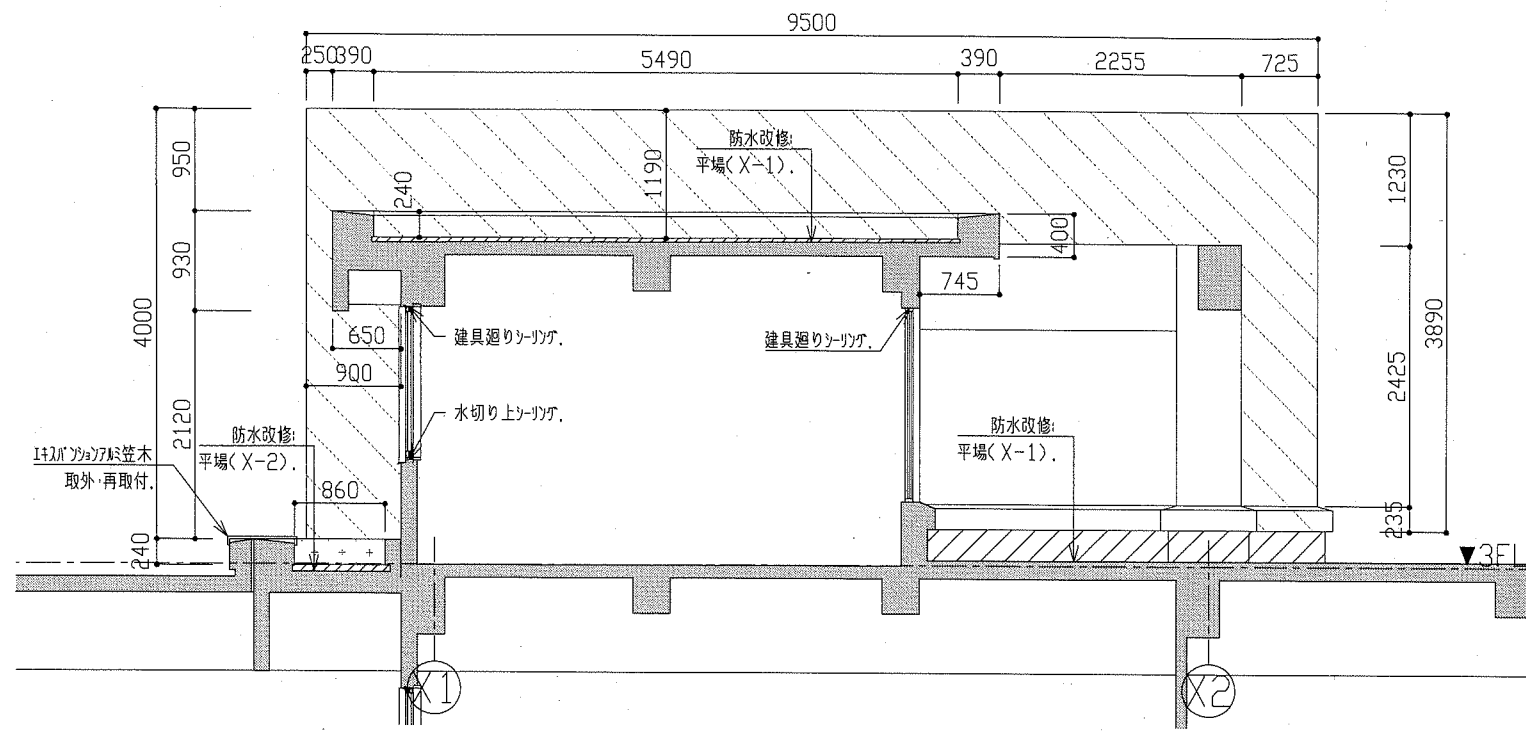 9500
250
390
5490
390
2255
725
防水改修:
平場(X-1).
950
930
4000
2120
240
240
1190
400
745
1230
3890
2425
235
650
900
建具廻りシーリング.
建具廻りシーリング.
水切り上シーリング.
防水改修:
平場(X-2).
防水改修:
平場(X-1).
エキスパンションアルミ笠木
取外・再取付.
860
▼3FL
X1
X2